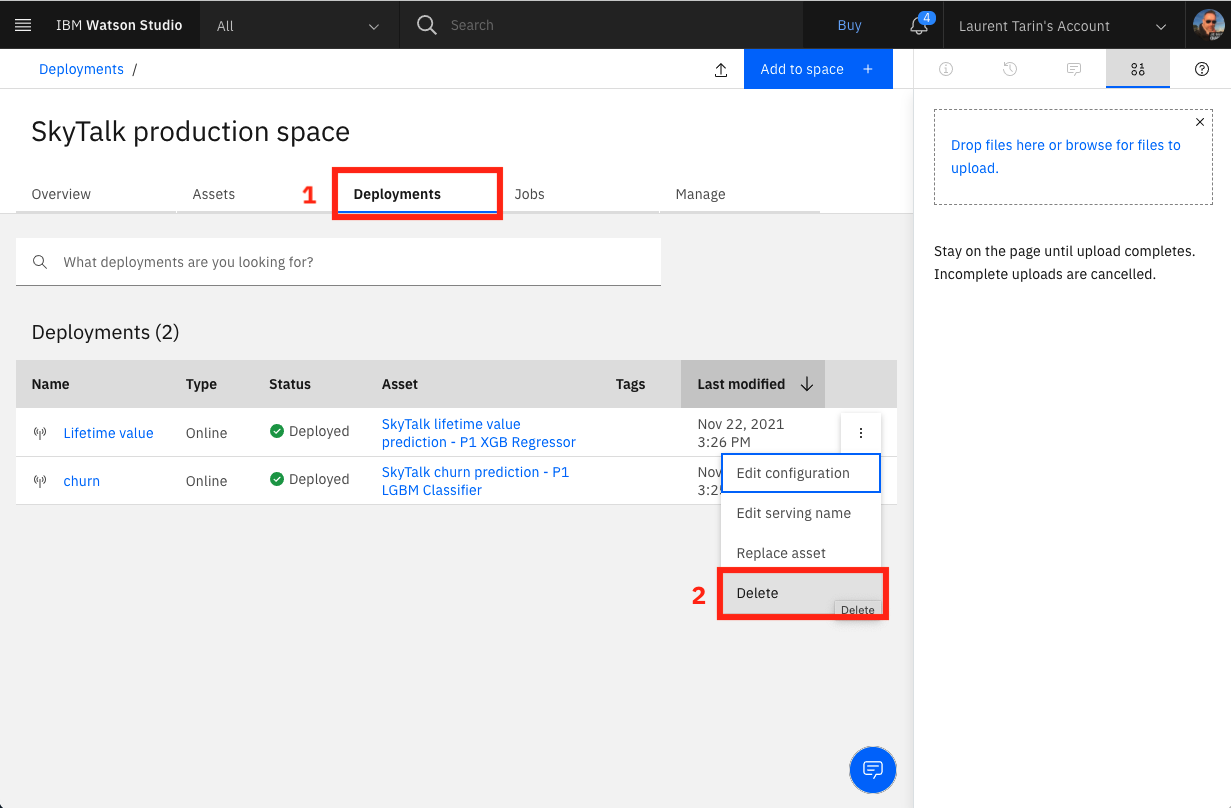 IBM Watson Studio
All
Search
Buy
4
Laurent Tarin's Account
Deployments /
Add to space +
SkyTalk production space
Overview
Assets
1
Deployments
Jobs
Manage
What deployments are you looking for?
Deployments (2)
Name Type Status Asset Tags Last modified
Lifetime value
Online
Deployed
SkyTalk lifetime value
prediction - P1 XGB Regressor
Nov 22, 2021
3:26 PM
churn
Online
Deployed
SkyTalk churn prediction - P1
LGBM Classifier
Nov
Edit configuration
Edit serving name
Replace asset
2
Delete
Delete
Drop files here or browse for files to
upload.
Stay on the page until upload completes.
Incomplete uploads are cancelled.